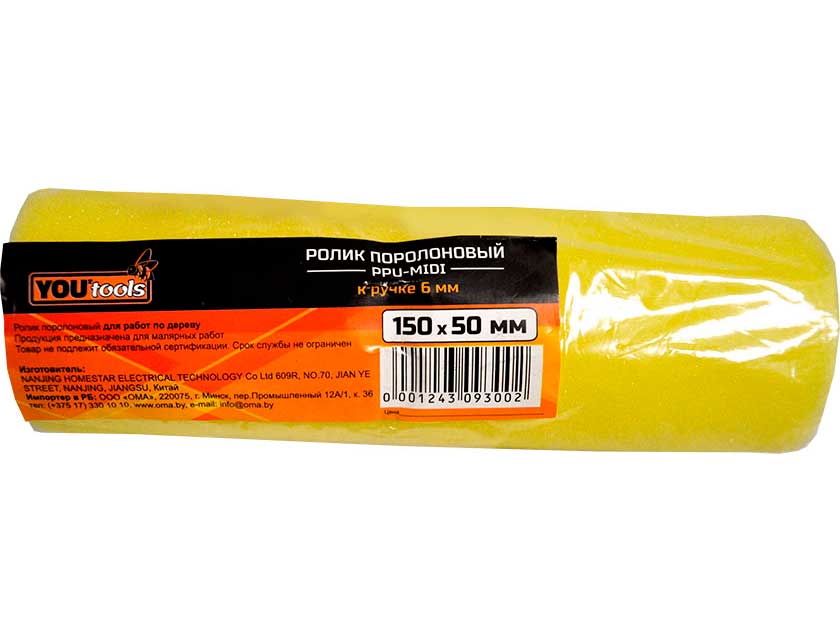 YOU'tools
РОЛИК ПОРОЛОНОВЫЙ
PPU-MIDI
к ручке 6 мм
150 х 50 мм
Ролик поролоновый для работ по дереву
Продукция предназначена для малярных работ
Товар не подлежит обязательной сертификации. Срок службы не ограничен
Изготовитель:
NANJING HOMESTAR ELECTRICAL TECHNOLOGY Co Ltd 609R, NO.70, JIAN YE
STREET, NANJING, JIANGSU, Китай
Импортер в РБ: ООО «ОМА», 220075, г. Минск, пер.Промышленный 12А/1, к. 36
тел. (+375 17) 330 10 10, www.oma.by, e-mail: info@oma.by
0 001243 093002
Цена